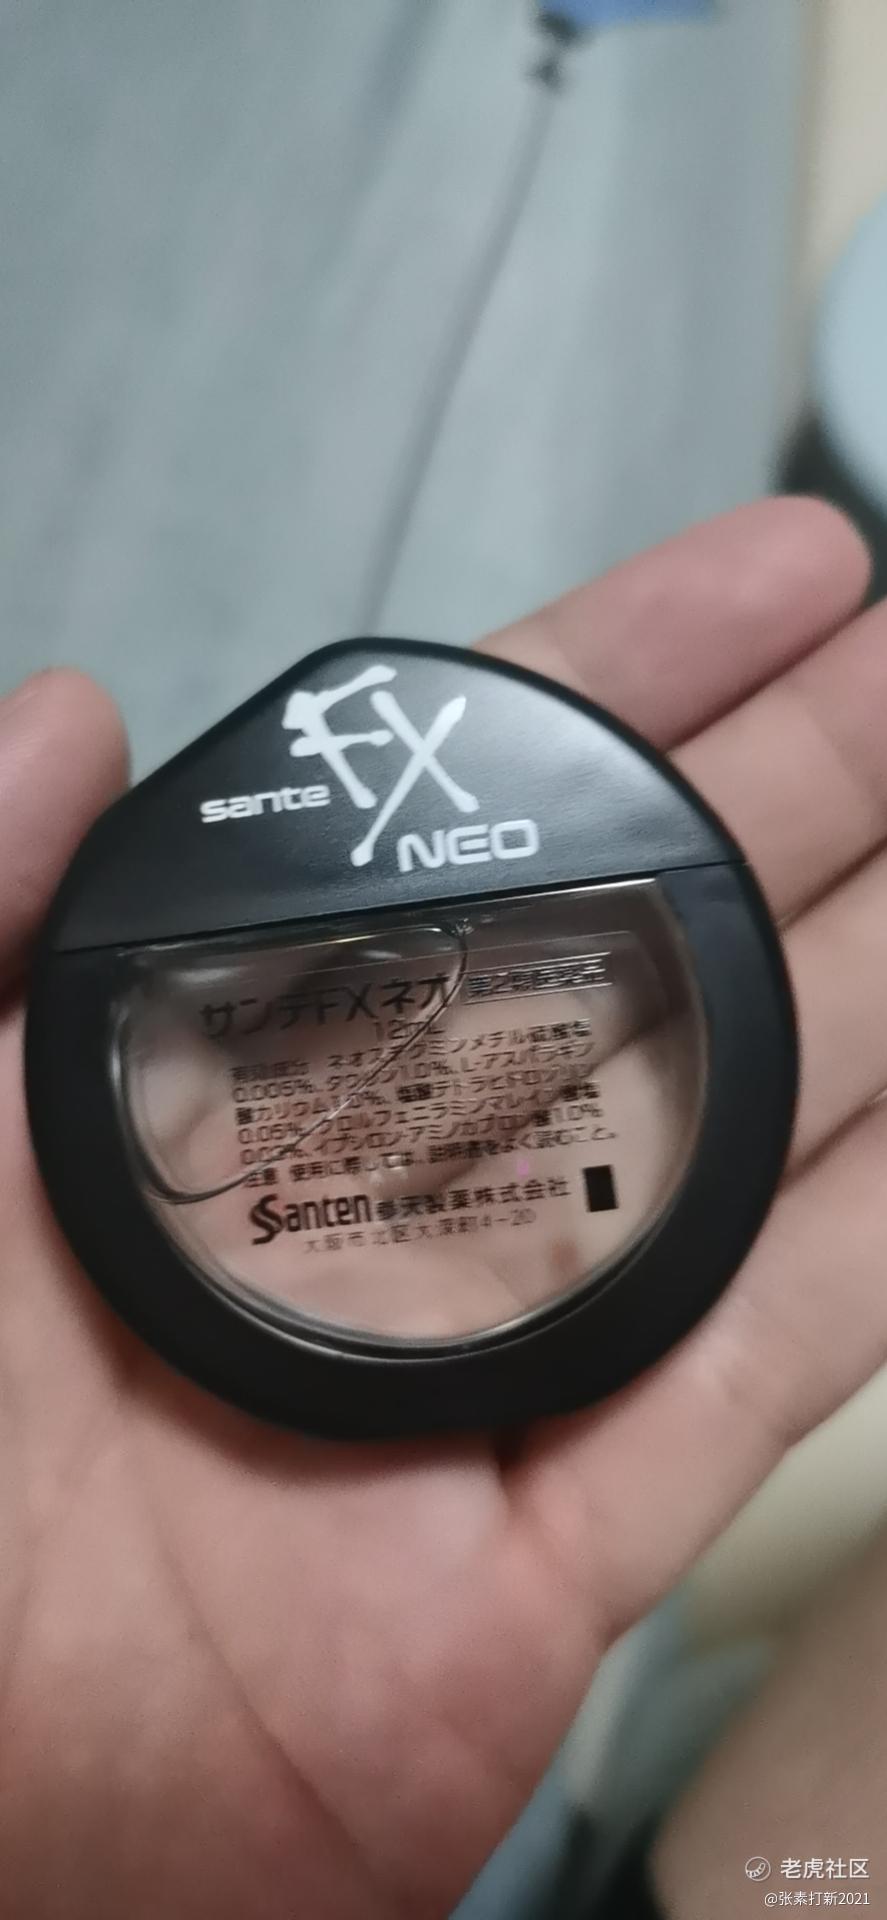 sante FX
NEO
サンテFXネオ 第2類医薬品
12mL
有効成分 ネオスチグミンメチル硫酸塩
0.005%、タウリン1.0%、L-アスパラギン
酸カリウム1.0%、塩酸テトラヒドロゾリン
0.05%、クロルフェニラミンマレイン酸塩
0.03%、イプシロン-アミノカプロン酸1.0%
注意 使用に際しては、説明書をよく読むこと。
Santen 参天製薬株式会社
大阪市北区大深町4-20
老虎社区
@张素打新2021